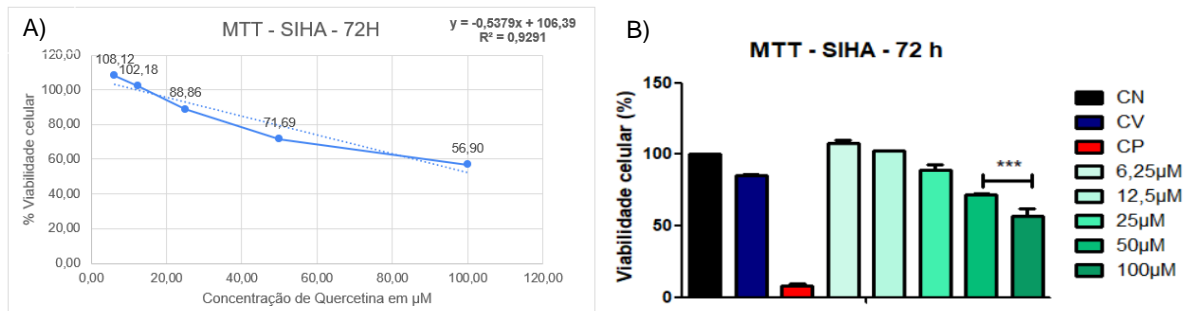 A)
MTT - SIHA - 72H
y = -0,5379x + 106,39
R² = 0,9291
% Viabilidade celular
120,00
100,00
80,00
60,00
40,00
20,00
0,00
108,12
102,18
88,86
71,69
56,90
0,00 20,00 40,00 60,00 80,00 100,00 120,00
Concentração de Quercetina em µM
B)
MTT - SIHA - 72 h
Viabilidade celular (%)
150
100
50
0
***
CN
CV
CP
6,25µM
12,5µM
25µM
50µM
100µM